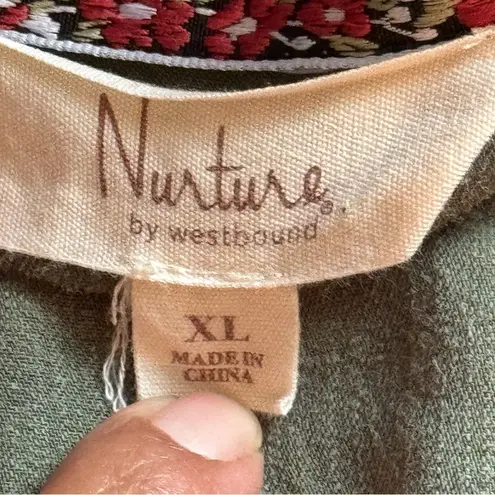 Nurture.
by westbound
XL
MADE IN
CHINA